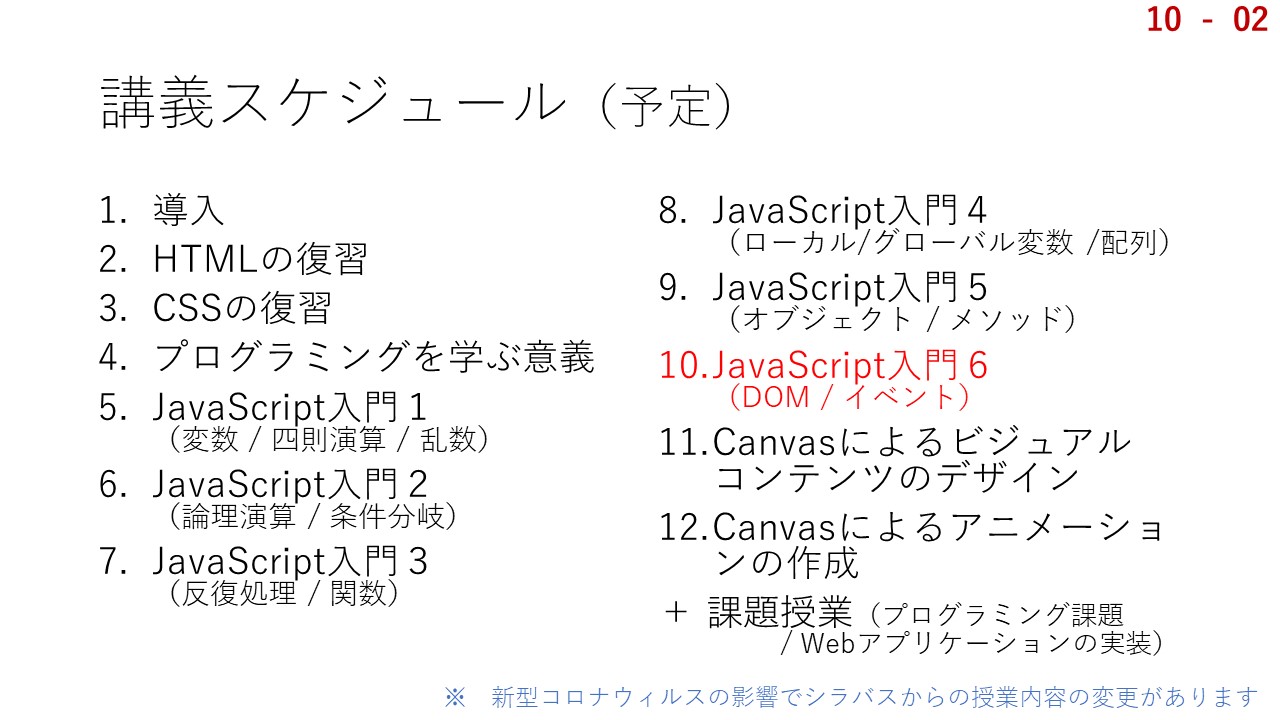 10 - 02
講義スケジュール（予定）
1. 導入
2. HTMLの復習
3. CSSの復習
4. プログラミングを学ぶ意義
5. JavaScript入門１
（変数 / 四則演算 / 乱数）
6. JavaScript入門２
（論理演算 / 条件分岐）
7. JavaScript入門３
（反復処理 / 関数）
8. JavaScript入門４
（ローカル/グローバル変数 /配列）
9. JavaScript入門５
（オブジェクト / メソッド）
10.JavaScript入門６
（DOM / イベント）
11.Canvasによるビジュアル
コンテンツのデザイン
12.Canvasによるアニメーショ
ンの作成
＋ 課題授業（プログラミング課題
/ Webアプリケーションの実装）
※　新型コロナウィルスの影響でシラバスからの授業内容の変更があります